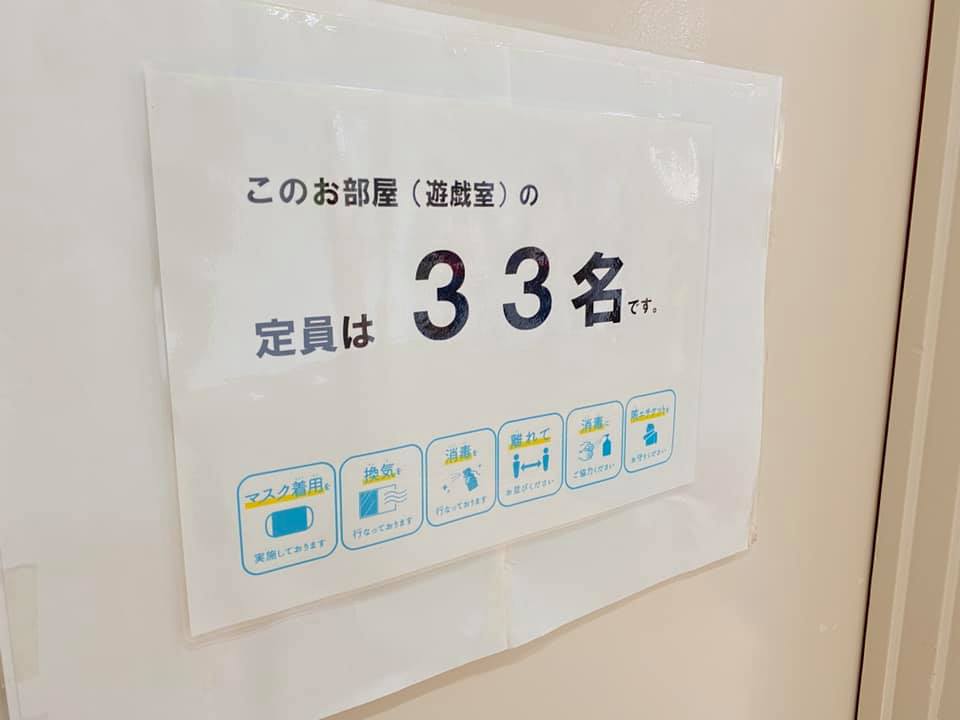 このお部屋（遊戯室）の
定員は 33名です。
マスク着用を
実施しております
換気を
行なっております
消毒を
行なっております
離れて
お並びください
消毒に
ご協力ください
咳エチケットを
お守りください